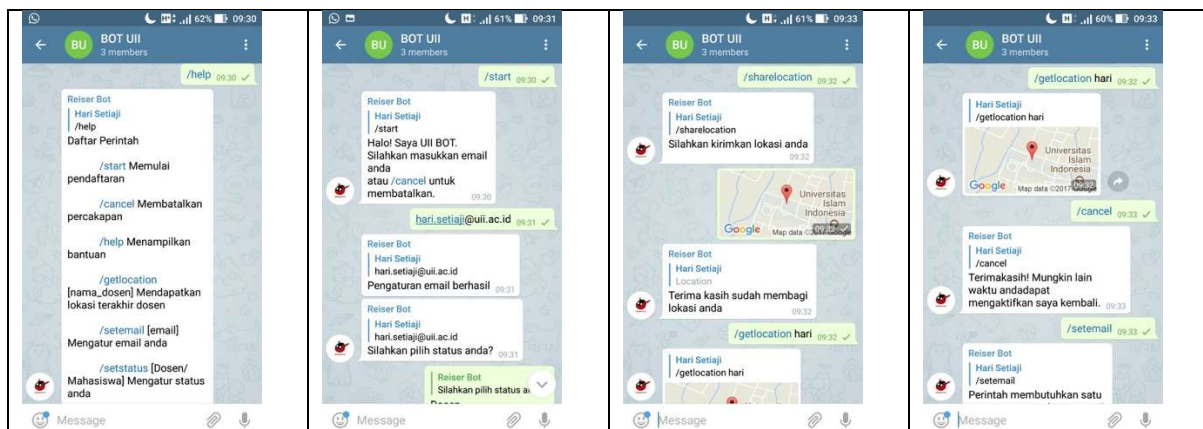 62% 09:30
BU BOT UII
3 members
/help 09:30
Reiser Bot
Hari Setiaji
/help
Daftar Perintah
/start Memulai
pendaftaran
/cancel Membatalkan
percakapan
/help Menampilkan
bantuan
/getlocation
[nama_dosen] Mendapatkan
lokasi terakhir dosen
/setemail [email]
Mengatur email anda
/setstatus [Dosen/
Mahasiswa] Mengatur status
anda
Message
61% 09:31
BU BOT UII
3 members
/start 09:30
Reiser Bot
Hari Setiaji
/start
Halo! Saya UII BOT.
Silahkan masukkan email
anda
atau /cancel untuk
membatalkan. 09:30
hari.setiaji@uii.ac.id 09:31
Reiser Bot
Hari Setiaji
hari.setiaji@uii.ac.id
Pengaturan email berhasil 09:31
Reiser Bot
Hari Setiaji
hari.setiaji@uii.ac.id
Silahkan pilih status anda? 09:31
Reiser Bot
Silahkan pilih status
Message
61% 09:33
BU BOT UII
3 members
/sharelocation 09:32
Reiser Bot
Hari Setiaji
/sharelocation
Silahkan kirimkan lokasi anda
09:32
Universitas
Islam
Indonesia
Google Map data
Reiser Bot
Hari Setiaji
Location
Terima kasih sudah membagi
lokasi anda 09:32
/getlocation hari 09:32
Hari Setiaji
/getlocation hari
Message
60% 09:33
BU BOT UII
3 members
/getlocation hari 09:32
Hari Setiaji
/getlocation hari
Universitas
Islam
Indonesia
Google Map data ©2017 09:32
/cancel 09:33
Reiser Bot
Hari Setiaji
/cancel
Terimakasih! Mungkin lain
waktu andadapat
mengaktifkan saya kembali. 09:33
/setemail 09:33
Reiser Bot
Hari Setiaji
/setemail
Perintah membutuhkan satu
Message